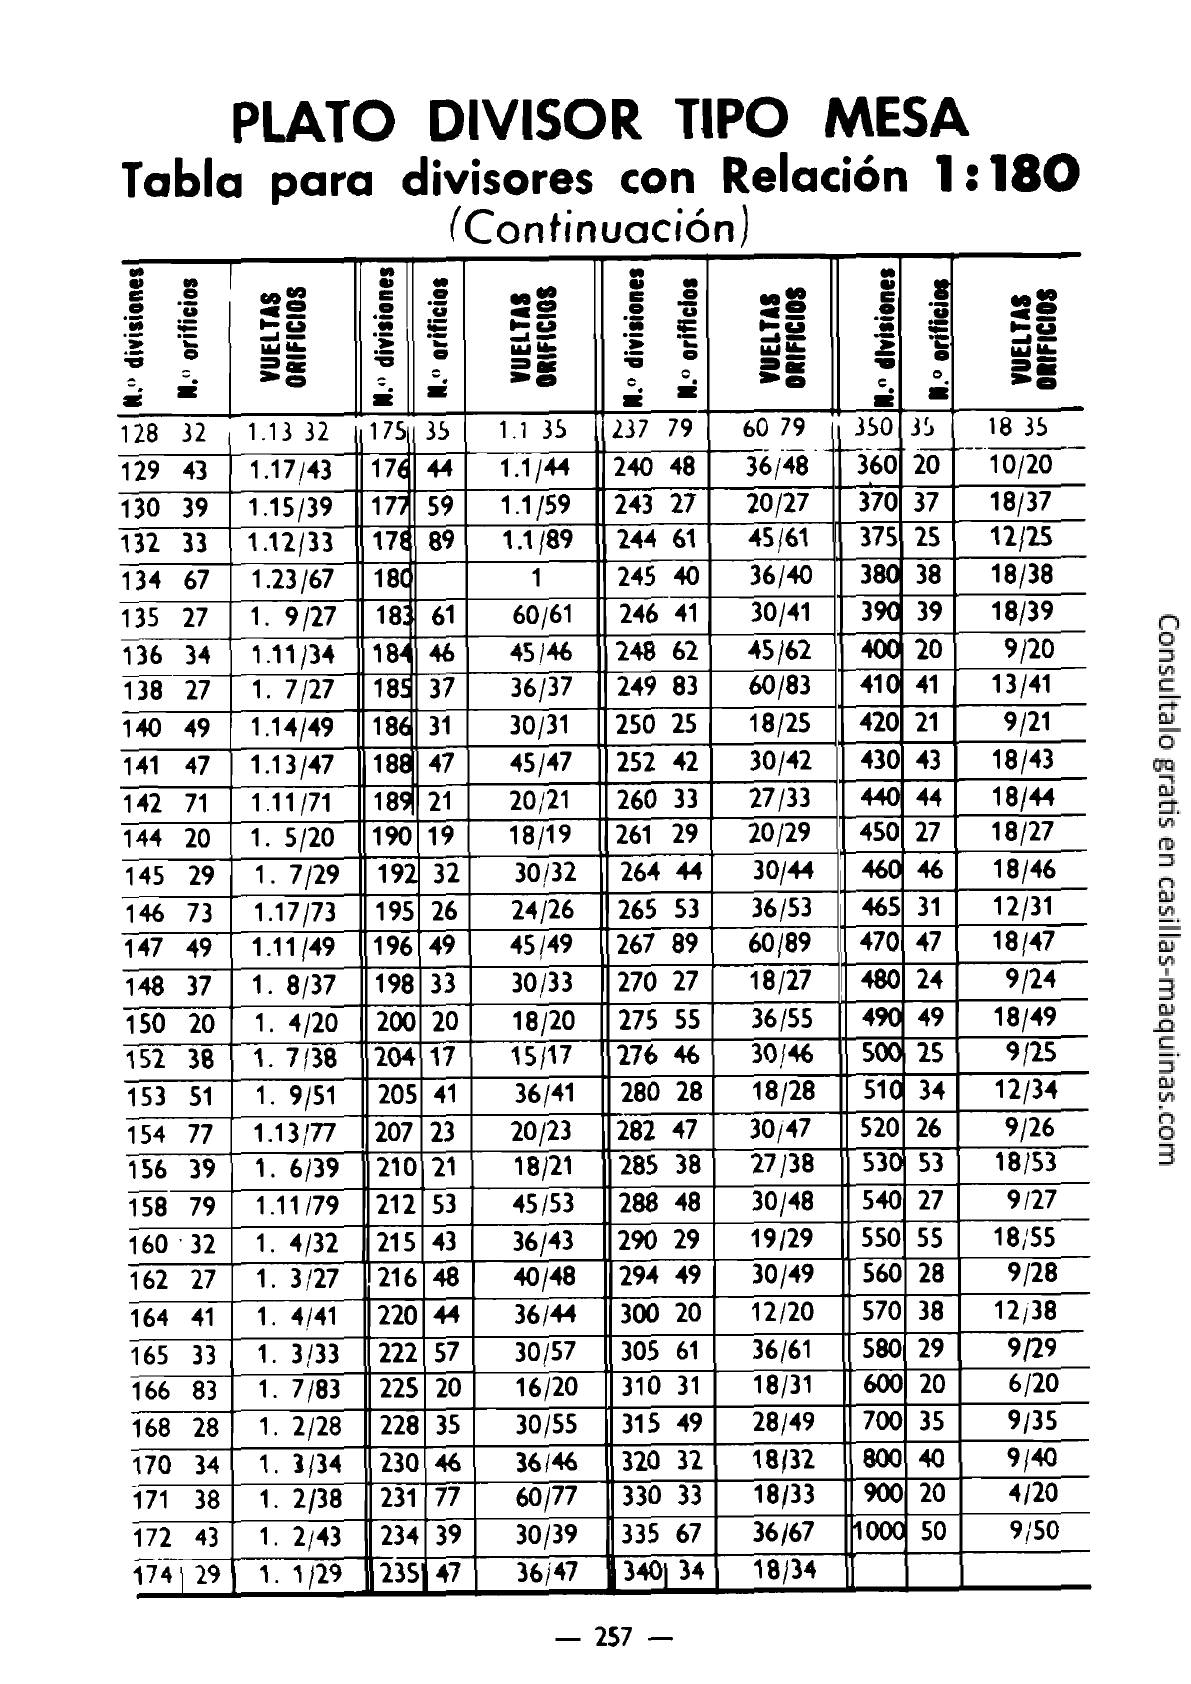 PLATO DIVISOR TIPO MESA
Tabla para divisores con Relación 1:180
(Continuación)
N.º divisiones N.º orificios VUELTAS ORIFICIOS N.º divisiones N.º orificios VUELTAS ORIFICIOS N.º divisiones N.º orificios VUELTAS ORIFICIOS N.º divisiones N.º orificios VUELTAS ORIFICIOS
128 32 1.13 32 175 35 1.1 35 237 79 60 79 350 35 18 35
129 43 1.17/43 176 44 1.1/44 240 48 36/48 360 20 10/20
130 39 1.15/39 177 59 1.1/59 243 27 20/27 370 37 18/37
132 33 1.12/33 178 89 1.1/89 244 61 45/61 375 25 12/25
134 67 1.23/67 180 1 245 40 36/40 380 38 18/38
135 27 1. 9/27 183 61 60/61 246 41 30/41 390 39 18/39
136 34 1.11/34 184 46 45/46 248 62 45/62 400 20 9/20
138 27 1. 7/27 185 37 36/37 249 83 60/83 410 41 13/41
140 49 1.14/49 186 31 30/31 250 25 18/25 420 21 9/21
141 47 1.13/47 188 47 45/47 252 42 30/42 430 43 18/43
142 71 1.11/71 189 21 20/21 260 33 27/33 440 44 18/44
144 20 1. 5/20 190 19 18/19 261 29 20/29 450 27 18/27
145 29 1. 7/29 192 32 30/32 264 44 30/44 460 46 18/46
146 73 1.17/73 195 26 24/26 265 53 36/53 465 31 12/31
147 49 1.11/49 196 49 45/49 267 89 60/89 470 47 18/47
148 37 1. 8/37 198 33 30/33 270 27 18/27 480 24 9/24
150 20 1. 4/20 200 20 18/20 275 55 36/55 490 49 18/49
152 38 1. 7/38 204 17 15/17 276 46 30/46 500 25 9/25
153 51 1. 9/51 205 41 36/41 280 28 18/28 510 34 12/34
154 77 1.13/77 207 23 20/23 282 47 30/47 520 26 9/26
156 39 1. 6/39 210 21 18/21 285 38 27/38 530 53 18/53
158 79 1.11/79 212 53 45/53 288 48 30/48 540 27 9/27
160 32 1. 4/32 215 43 36/43 290 29 19/29 550 55 18/55
162 27 1. 3/27 216 48 40/48 294 49 30/49 560 28 9/28
164 41 1. 4/41 220 44 36/44 300 20 12/20 570 38 12/38
165 33 1. 3/33 222 57 30/57 305 61 36/61 580 29 9/29
166 83 1. 7/83 225 20 16/20 310 31 18/31 600 20 6/20
168 28 1. 2/28 228 35 30/55 315 49 28/49 700 35 9/35
170 34 1. 3/34 230 46 36/46 320 32 18/32 800 40 9/40
171 38 1. 2/38 231 77 60/77 330 33 18/33 900 20 4/20
172 43 1. 2/43 234 39 30/39 335 67 36/67 1000 50 9/50
174 29 1. 1/29 235 47 36/47 340 34 18/34
— 257 —
Consultalo gratis en casillas-maquinas.com